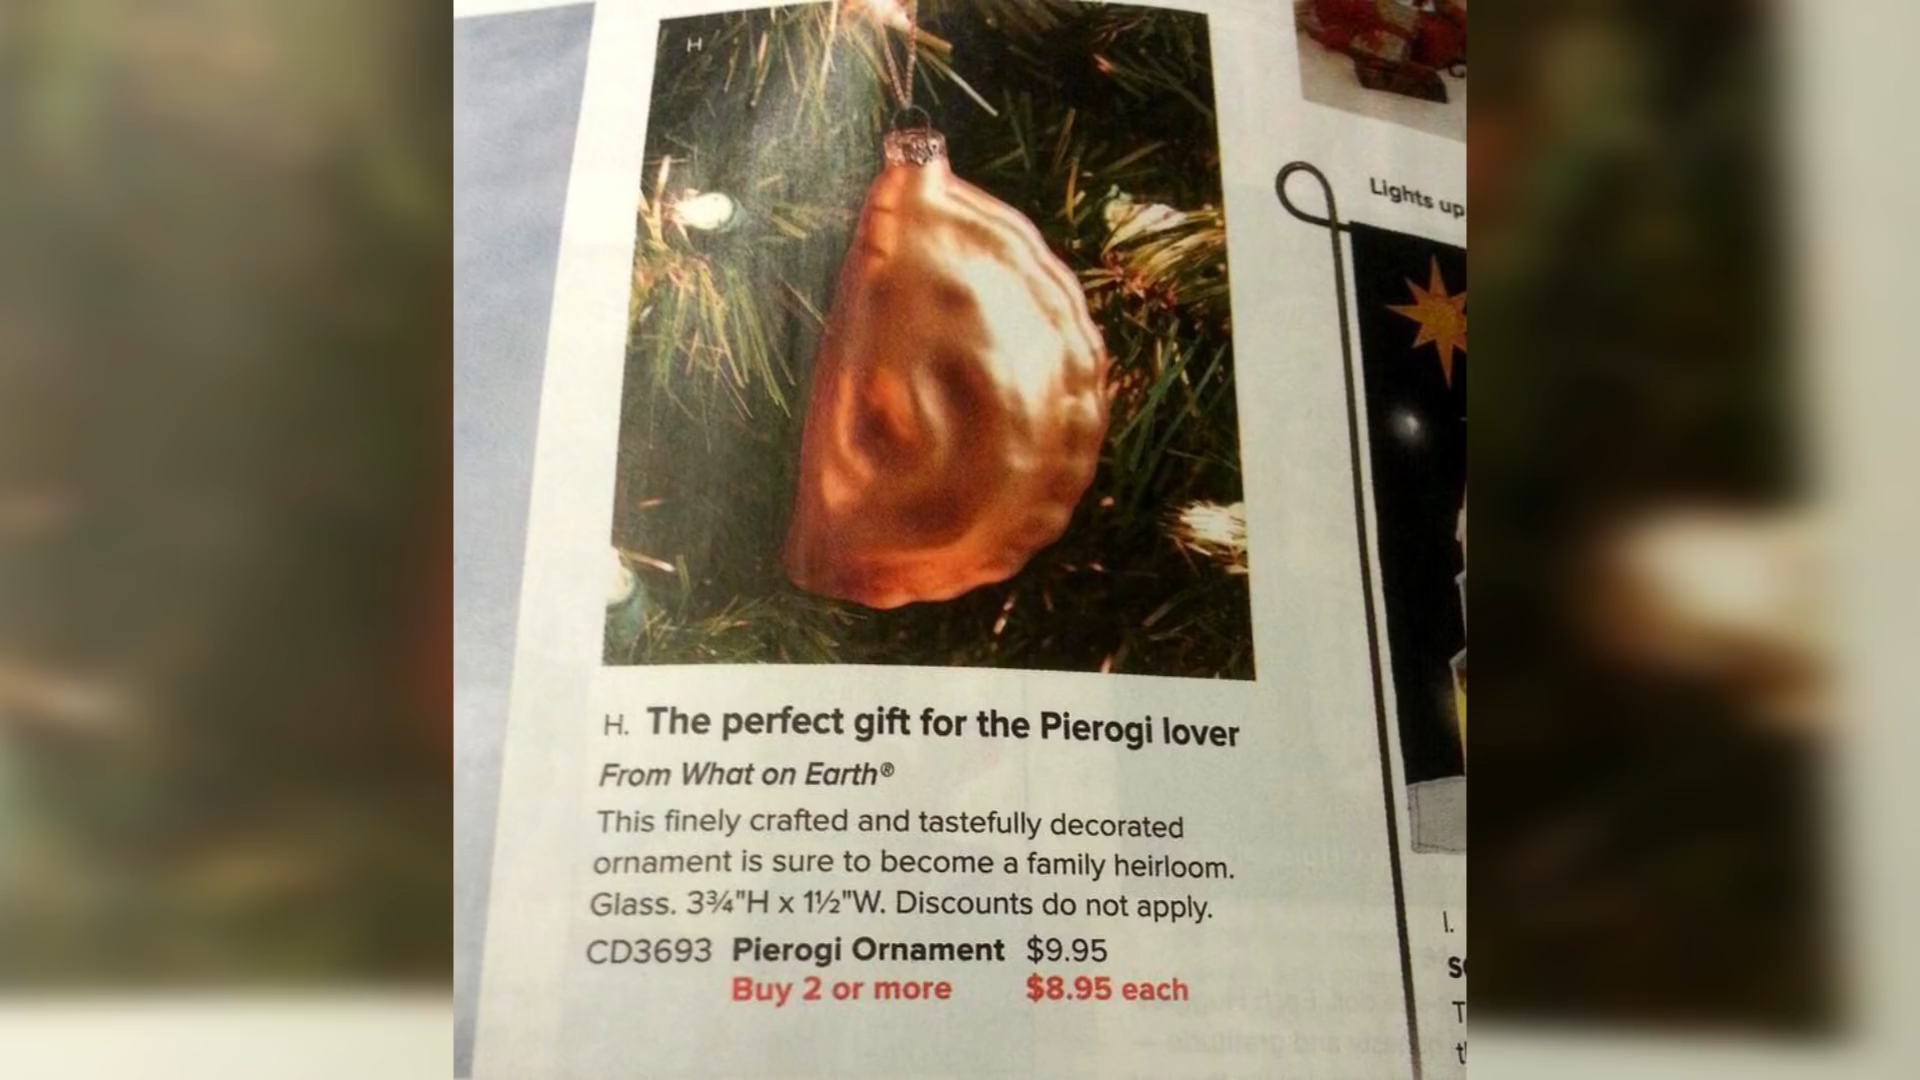 H
Lights up
H. The perfect gift for the Pierogi lover
From What on Earth®
This finely crafted and tastefully decorated
ornament is sure to become a family heirloom.
Glass. 3¾"H x 1½"W. Discounts do not apply.
CD3693 Pierogi Ornament $9.95
Buy 2 or more $8.95 each
I.